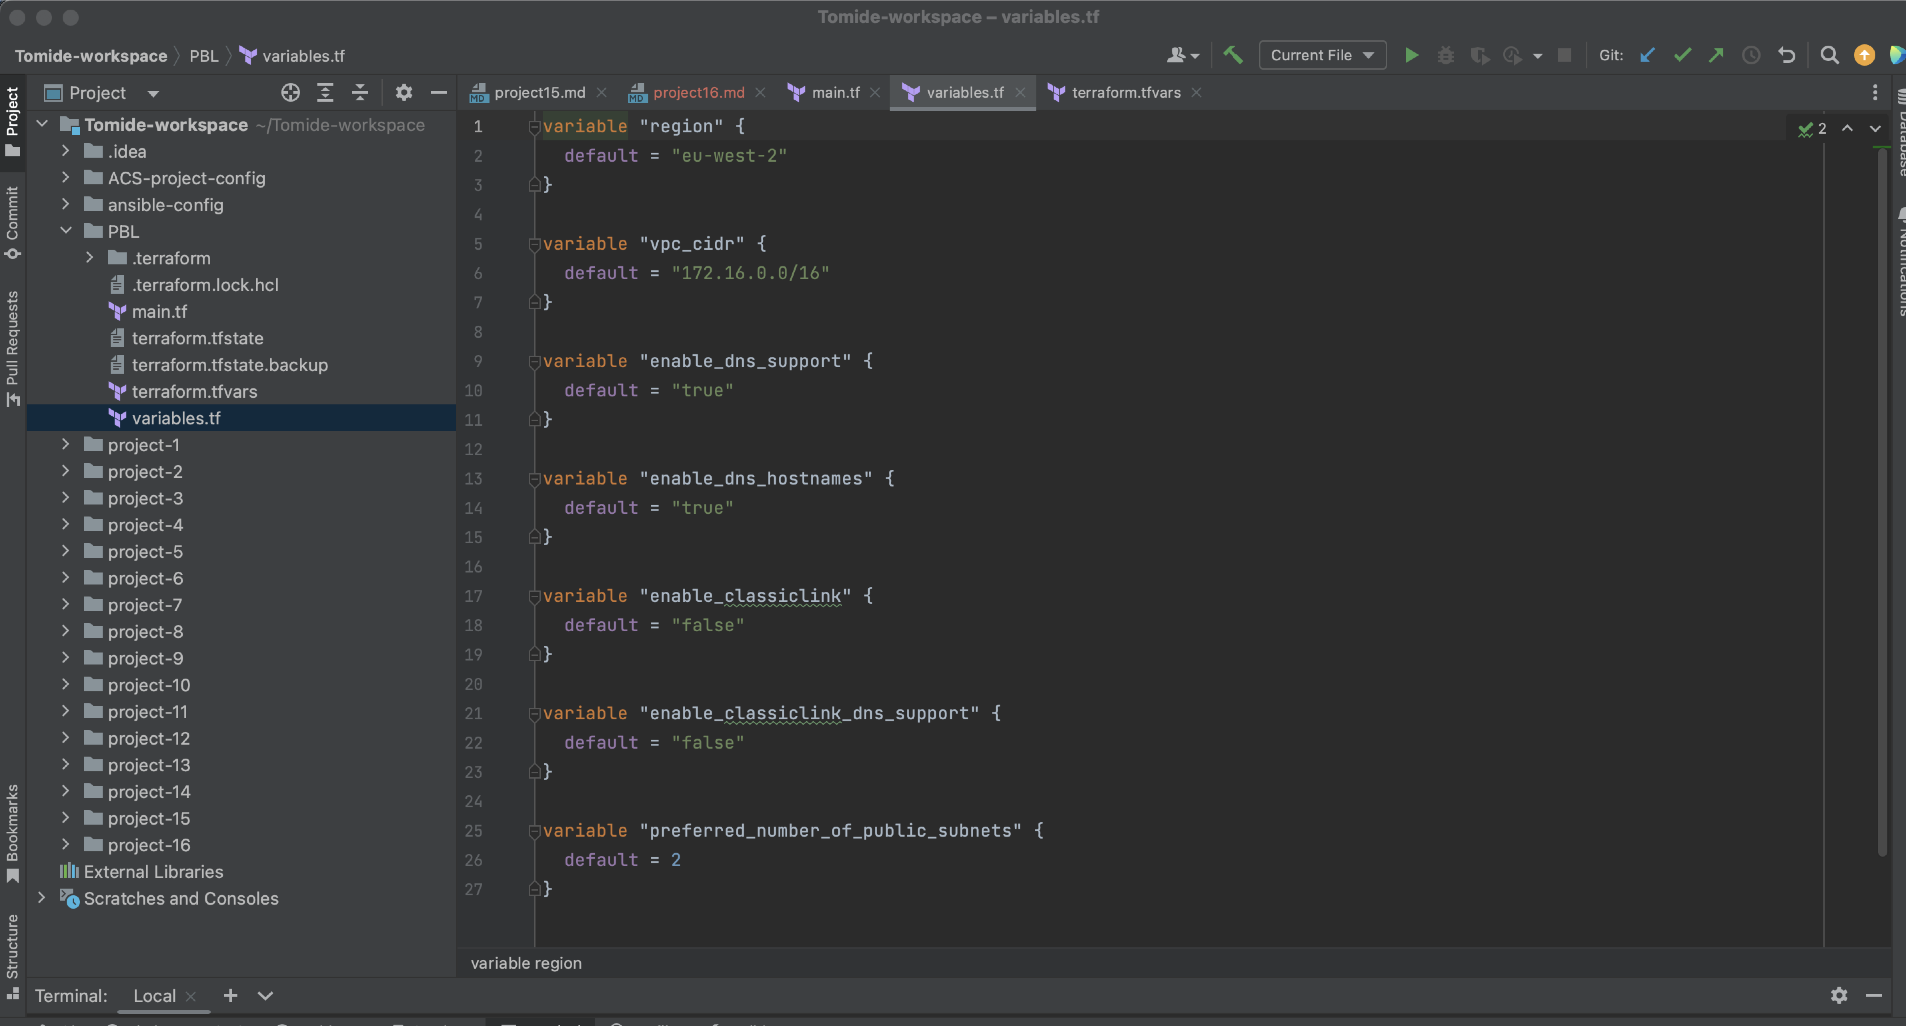 Tomide-workspace – variables.tf
Tomide-workspace PBL variables.tf
Current File
Git:
Project
project15.md
project16.md
main.tf
variables.tf
terraform.tfvars
Project
Commit
Pull Requests
Bookmarks
Structure
Tomide-workspace ~/Tomide-workspace
.idea
ACS-project-config
ansible-config
PBL
.terraform
.terraform.lock.hcl
main.tf
terraform.tfstate
terraform.tfstate.backup
terraform.tfvars
variables.tf
project-1
project-2
project-3
project-4
project-5
project-6
project-7
project-8
project-9
project-10
project-11
project-12
project-13
project-14
project-15
project-16
External Libraries
Scratches and Consoles
1 variable "region" {
2 default = "eu-west-2"
3 }
4
5 variable "vpc_cidr" {
6 default = "172.16.0.0/16"
7 }
8
9 variable "enable_dns_support" {
10 default = "true"
11 }
12
13 variable "enable_dns_hostnames" {
14 default = "true"
15 }
16
17 variable "enable_classiclink" {
18 default = "false"
19 }
20
21 variable "enable_classiclink_dns_support" {
22 default = "false"
23 }
24
25 variable "preferred_number_of_public_subnets" {
26 default = 2
27 }
2
Database
Notifications
variable region
Terminal: Local